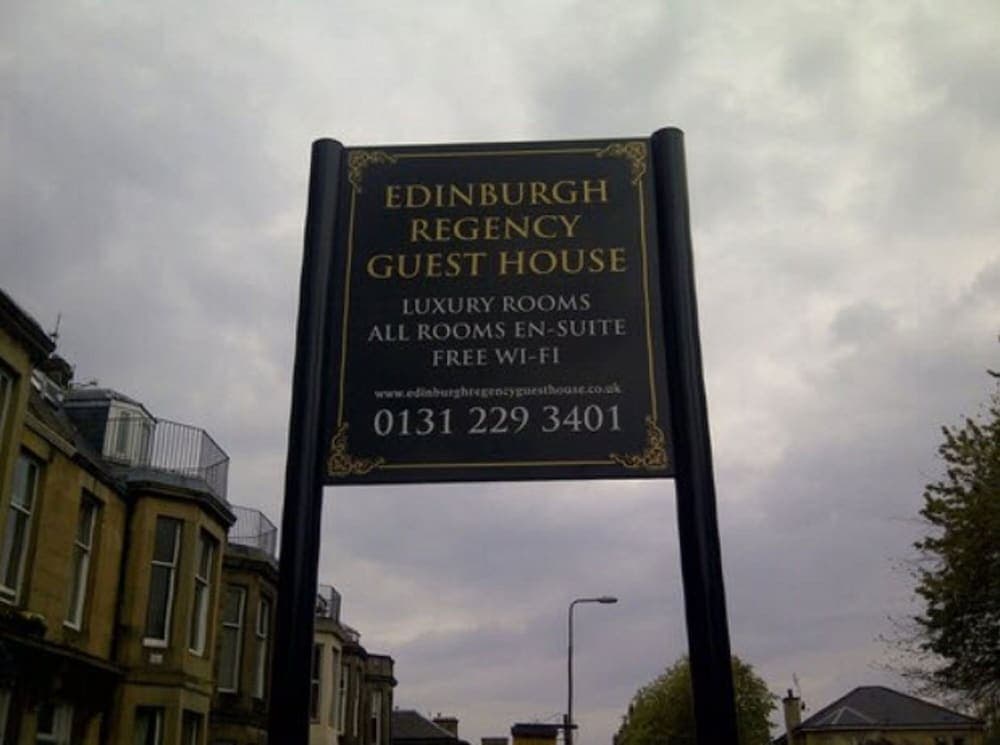 EDINBURGH
REGENCY
GUEST HOUSE
LUXURY ROOMS
ALL ROOMS EN-SUITE
FREE WI-FI
www.edinburghregencyguesthouse.co.uk
0131 229 3401